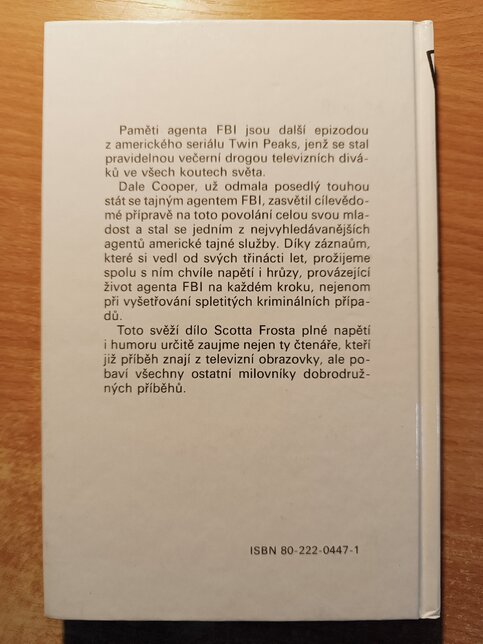 Paměti agenta FBI jsou další epizodou
z amerického seriálu Twin Peaks, jenž se stal
pravidelnou večerní drogou televizních divá-
ků ve všech koutech světa.
Dale Cooper, už odmala posedlý touhou
stát se tajným agentem FBI, zasvětil cílevědo-
mé přípravě na toto povolání celou svou mla-
dost a stal se jedním z nejvyhledávanějších
agentů americké tajné služby. Díky záznaům,
které si vedl od svých třinácti let, prožijeme
spolu s ním chvíle napětí i hrůzy, provázející
život agenta FBI na každém kroku, nejenom
při vyšetřování spletitých kriminálních přípa-
dů.
Toto svěží dílo Scotta Frosta plné napětí
i humoru určitě zaujme nejen ty čtenáře, kteří
již příběh znají z televizní obrazovky, ale po-
baví všechny ostatní milovníky dobrodruž-
ných příběhů.
ISBN 80-222-0447-1